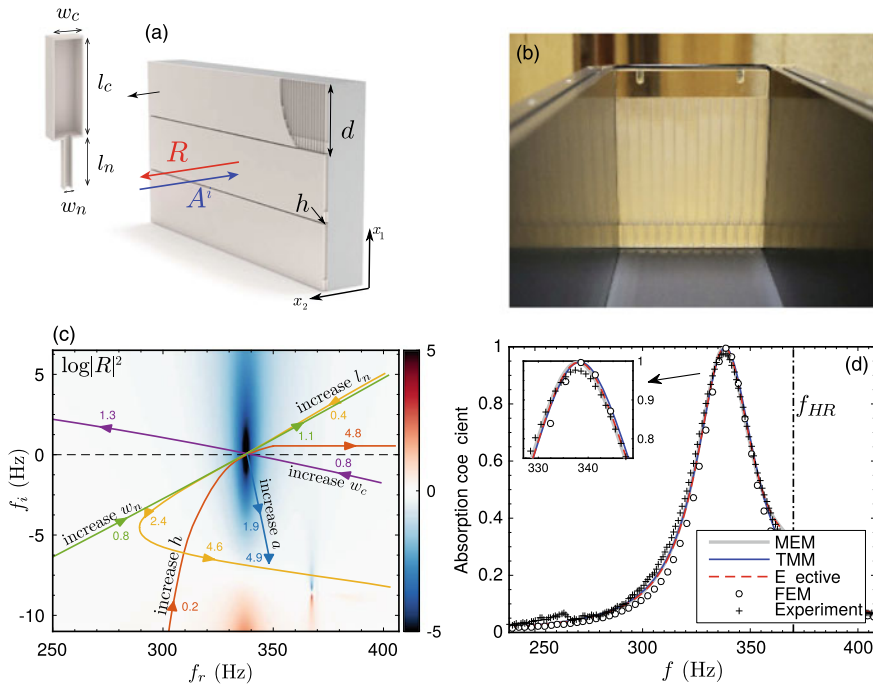 (a)
w_c
l_c
l_n
w_n
d
R
A^i
h
x_1
x_2
(b)
(c)
log|R|^2
5
0
-5
-10
f_i (Hz)
250
300
350
400
f_r (Hz)
5
0
-5
increase l_n
0.4
1.1
4.8
1.3
0.8
increase w_c
increase w_n
0.8
2.4
4.6
increase h
0.2
1.9
4.9
increase a
(d)
1
0.8
0.6
0.4
0.2
0
Absorption coe cient
250
300
350
400
f (Hz)
1
0.9
0.8
330
340
f_HR
MEM
TMM
E ective
FEM
Experiment